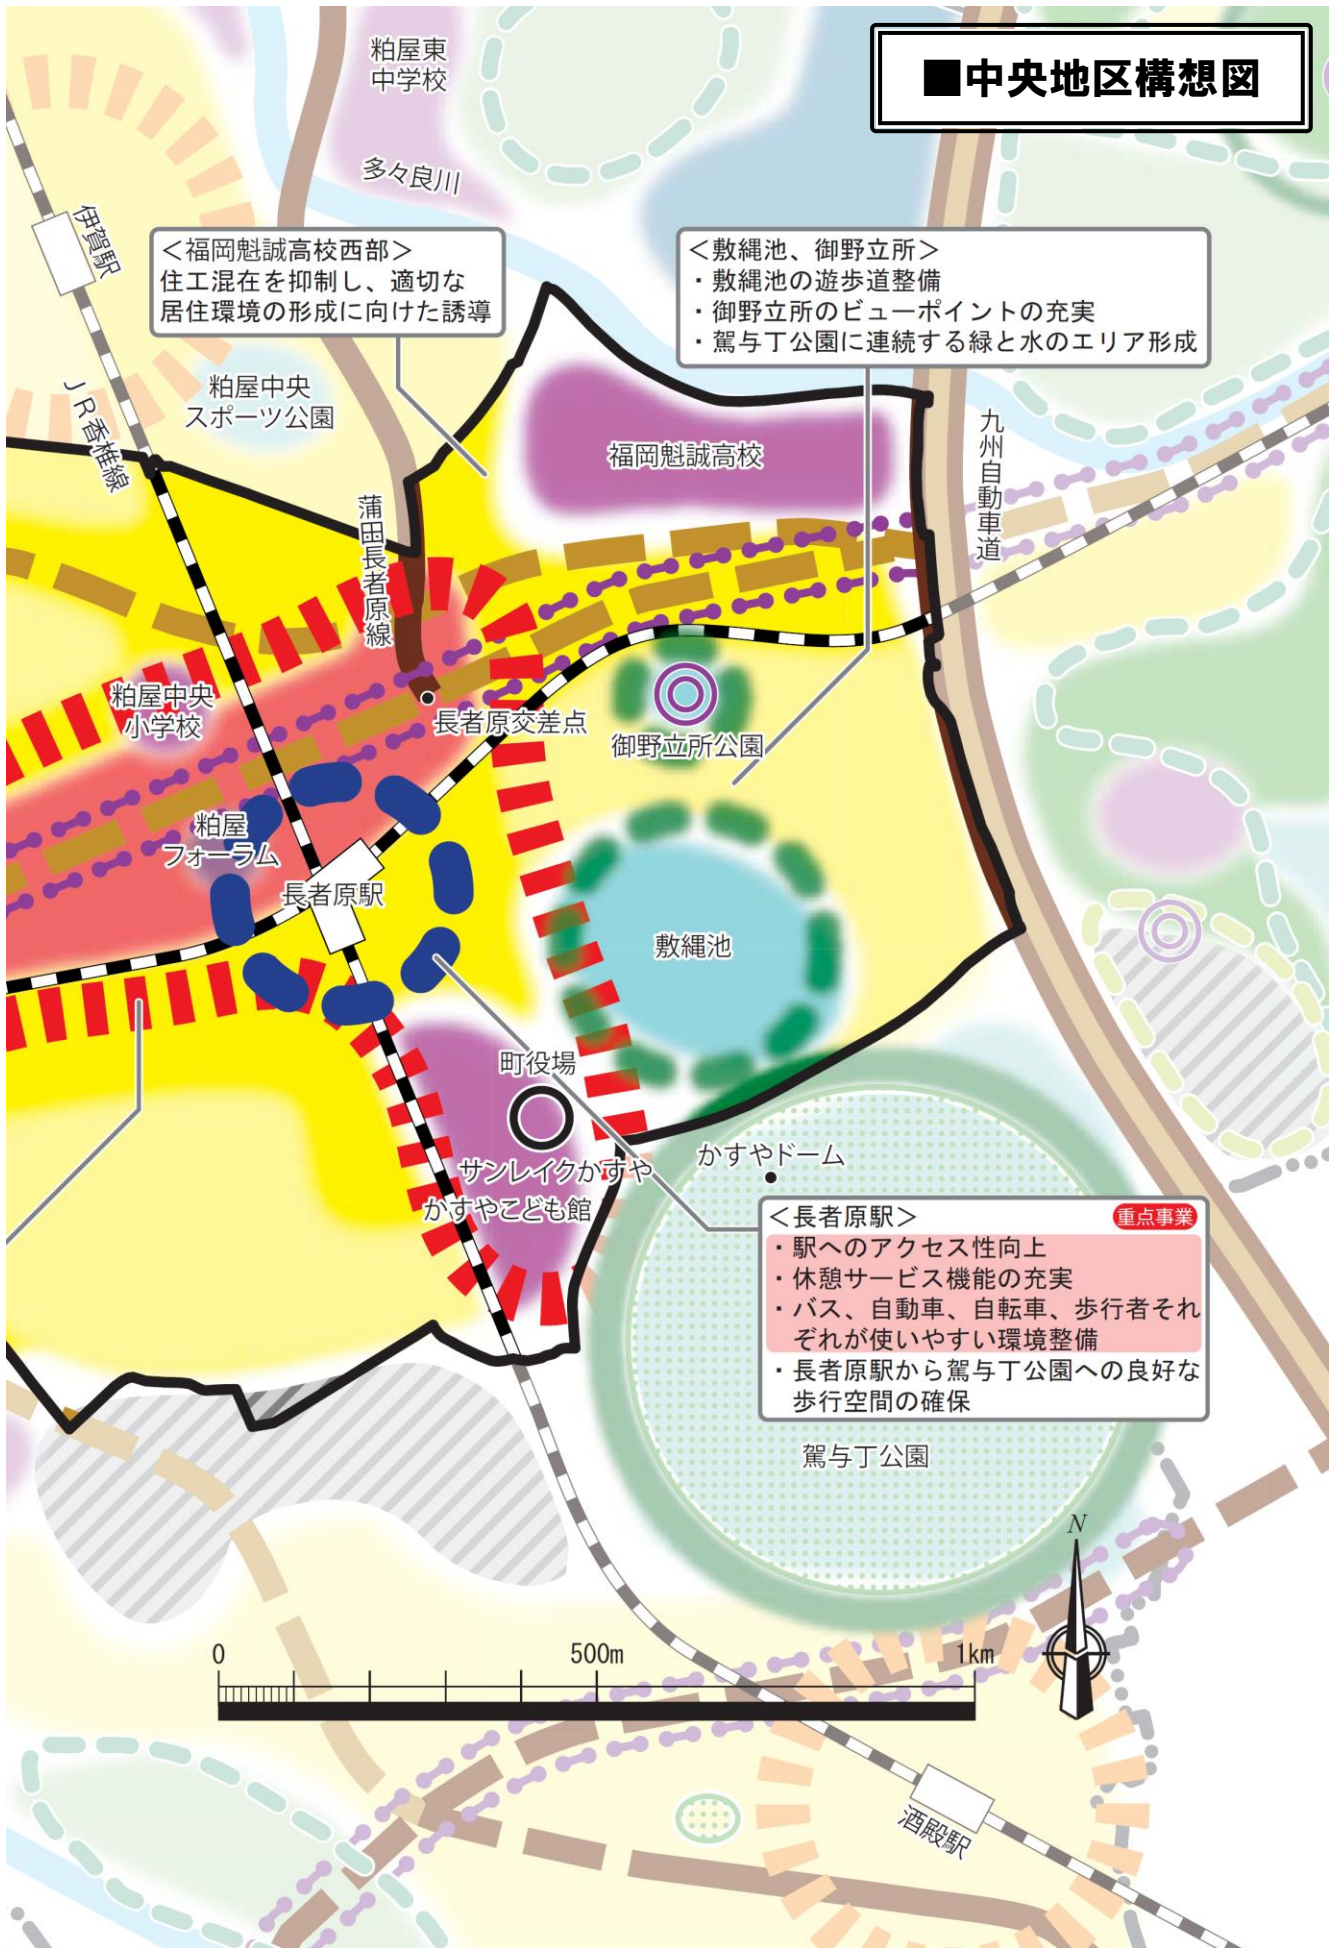 ■中央地区構想図
粕屋東
中学校
多々良川
伊賀駅
＜福岡魁誠高校西部＞
住工混在を抑制し、適切な
居住環境の形成に向けた誘導
＜敷縄池、御野立所＞
・敷縄池の遊歩道整備
・御野立所のビューポイントの充実
・駕与丁公園に連続する緑と水のエリア形成
粕屋中央
スポーツ公園
ＪＲ香椎線
福岡魁誠高校
九州自動車道
蒲田長者原線
粕屋中央
小学校
長者原交差点
御野立所公園
粕屋
フォーラム
長者原駅
敷縄池
町役場
サンレイクかすや
かすやこども館
かすやドーム
＜長者原駅＞
重点事業
・駅へのアクセス性向上
・休憩サービス機能の充実
・バス、自動車、自転車、歩行者それ
ぞれが使いやすい環境整備
・長者原駅から駕与丁公園への良好な
歩行空間の確保
駕与丁公園
N
0
500m
1km
酒殿駅